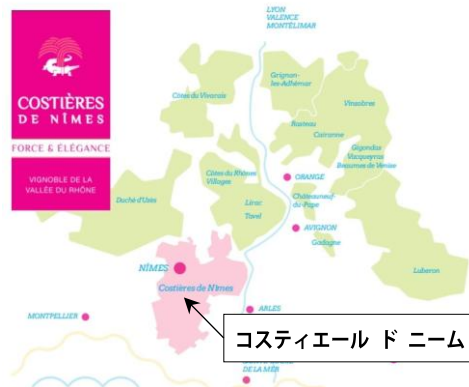 LYON
VALENCE
MONTÉLIMAR
COSTIÈRES
DE NÎMES
FORCE & ÉLÉGANCE
VIGNOBLE DE LA
VALLÉE DU RHÔNE
Côtes du Vivarais
Grignan-
les-Adhémar
Vinsobres
Rasteau
Cairanne
Gigondas
Vacqueyras
Beaumes de Venise
Côtes du Rhônes
Villages
ORANGE
Duché d'Uzès
Lirac
Tavel
Châteauneuf-
du-Pape
AVIGNON
Gadagne
Luberon
NÎMES
Costières de Nîmes
MONTPELLIER
ARLES
コスティエール ド ニーム
DE LA MER